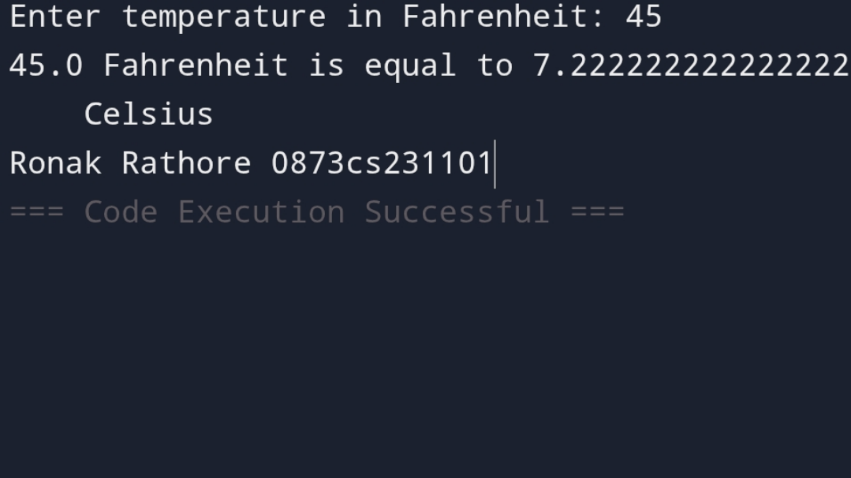 Enter temperature in Fahrenheit: 45
45.0 Fahrenheit is equal to 7.222222222222222
Celsius
Ronak Rathore 0873cs231101
=== Code Execution Successful ===